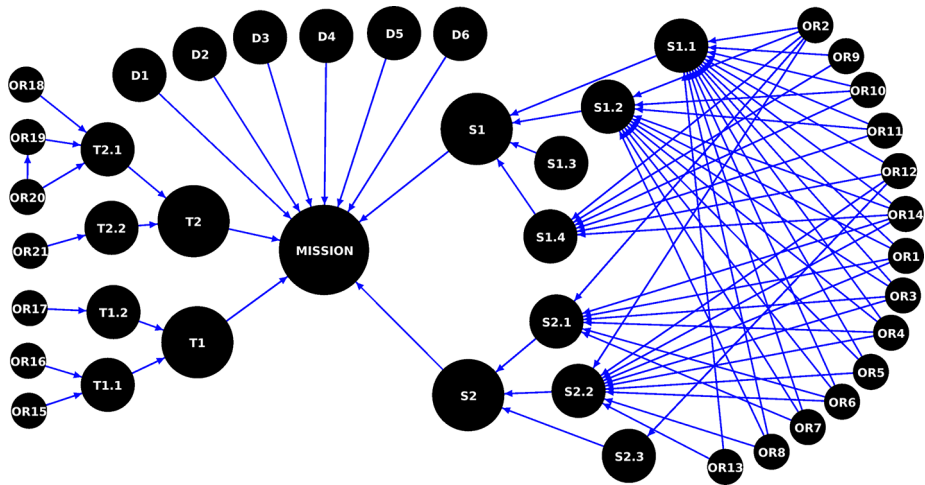 D1
D2
D3
D4
D5
D6
S1.1
OR2
OR9
OR18
OR10
S1.2
OR19
T2.1
S1
OR11
S1.3
OR12
OR20
T2.2
T2
OR14
S1.4
OR21
MISSION
OR1
OR17
T1.2
OR3
S2.1
T1
OR4
OR16
T1.1
OR5
S2
S2.2
OR6
OR15
OR7
S2.3
OR8
OR13